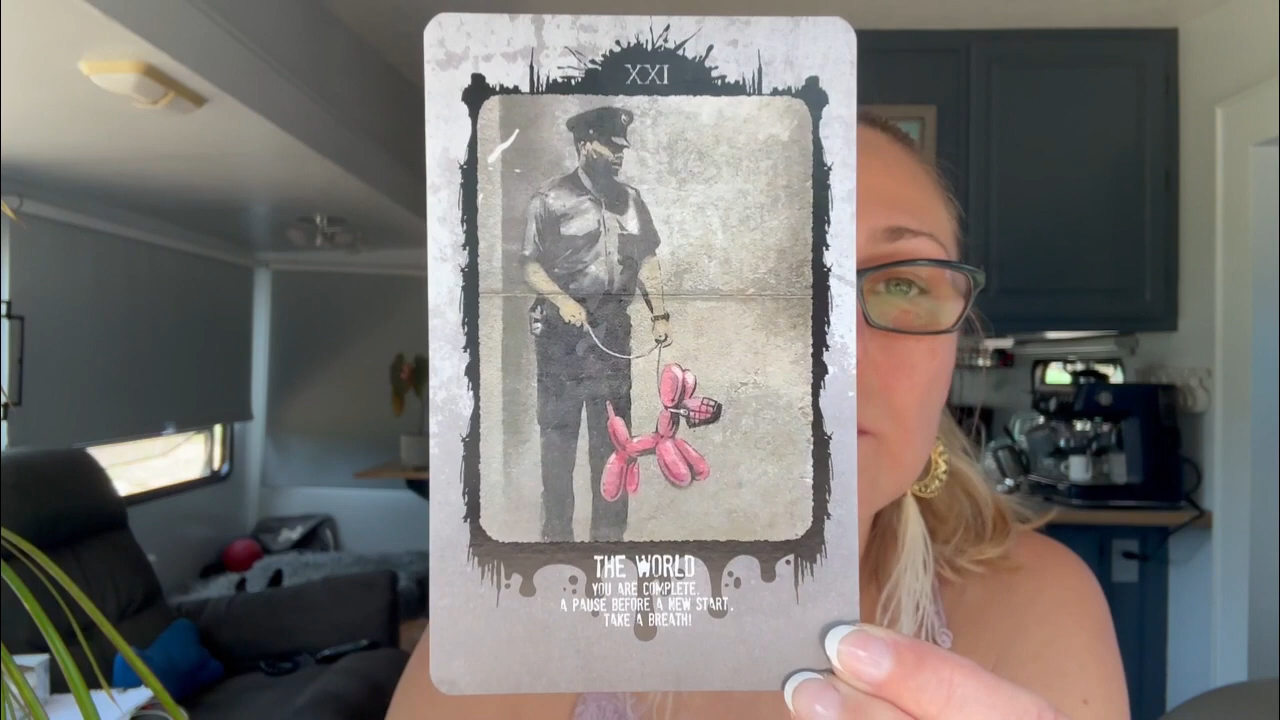 XXI
THE WORLD
YOU ARE COMPLETE.
A PAUSE BEFORE A NEW START.
TAKE A BREATH!